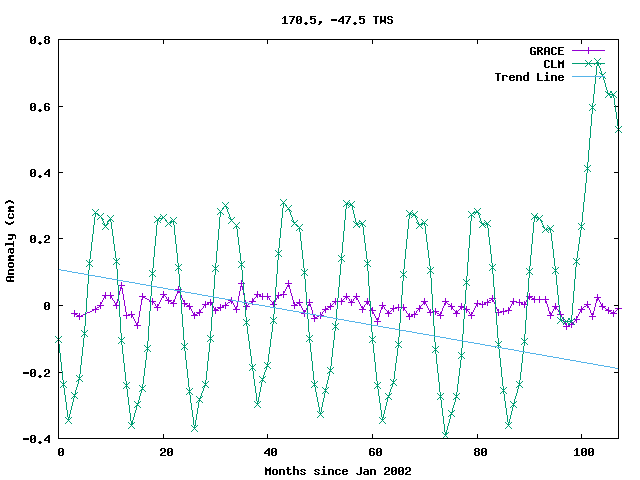 170.5, -47.5 TWS
GRACE
CLM
Trend Line
0.8
0.6
0.4
0.2
0
-0.2
-0.4
Anomaly (cm)
0 20 40 60 80 100
Months since Jan 2002